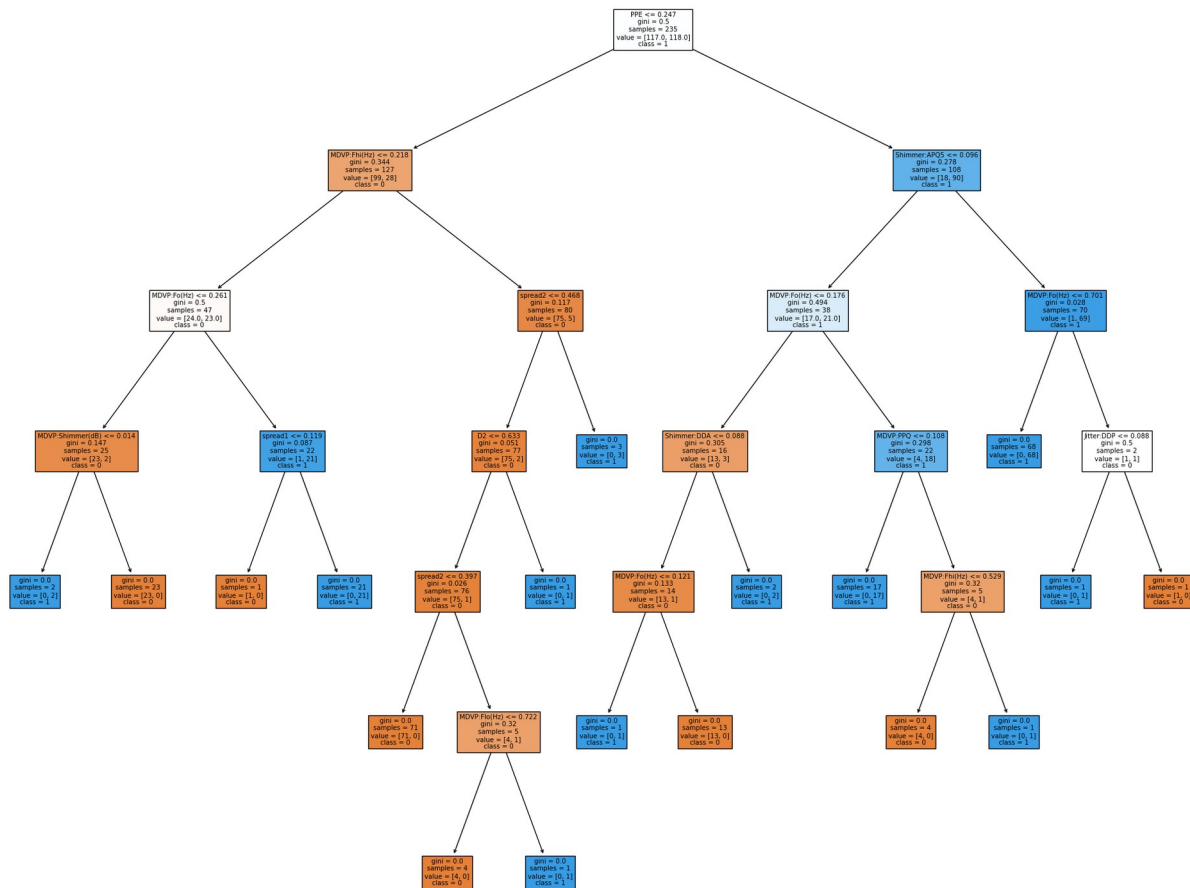 PPE <= 0.247
gini = 0.5
samples = 235
value = [117.0, 118.0]
class = 1
MDVP:Fhi(Hz) <= 0.218
gini = 0.344
samples = 127
value = [99, 28]
class = 0
Shimmer:APQ5 <= 0.096
gini = 0.278
samples = 108
value = [18, 90]
class = 1
MDVP:Fo(Hz) <= 0.261
gini = 0.5
samples = 47
value = [24.0, 23.0]
class = 0
spread2 <= 0.468
gini = 0.117
samples = 80
value = [75, 5]
class = 0
MDVP:Fo(Hz) <= 0.176
gini = 0.494
samples = 38
value = [17.0, 21.0]
class = 1
MDVP:Fo(Hz) <= 0.701
gini = 0.028
samples = 70
value = [1, 69]
class = 1
MDVP:Shimmer(dB) <= 0.014
gini = 0.147
samples = 25
value = [23, 2]
class = 0
spread1 <= 0.119
gini = 0.087
samples = 22
value = [1, 21]
class = 1
D2 <= 0.633
gini = 0.051
samples = 77
value = [75, 2]
class = 0
gini = 0.0
samples = 3
value = [0, 3]
class = 1
Shimmer:DDA <= 0.088
gini = 0.305
samples = 16
value = [13, 3]
class = 0
MDVP:PPQ <= 0.108
gini = 0.298
samples = 22
value = [4, 18]
class = 1
gini = 0.0
samples = 68
value = [0, 68]
class = 1
Jitter:DDP <= 0.088
gini = 0.5
samples = 2
value = [1, 1]
class = 0
gini = 0.0
samples = 2
value = [0, 2]
class = 1
gini = 0.0
samples = 23
value = [23, 0]
class = 0
gini = 0.0
samples = 1
value = [1, 0]
class = 0
gini = 0.0
samples = 21
value = [0, 21]
class = 1
spread2 <= 0.397
gini = 0.026
samples = 76
value = [75, 1]
class = 0
gini = 0.0
samples = 1
value = [0, 1]
class = 1
MDVP:Fo(Hz) <= 0.121
gini = 0.133
samples = 14
value = [13, 1]
class = 0
gini = 0.0
samples = 2
value = [0, 2]
class = 1
gini = 0.0
samples = 17
value = [0, 17]
class = 1
MDVP:Fhi(Hz) <= 0.529
gini = 0.32
samples = 5
value = [4, 1]
class = 0
gini = 0.0
samples = 1
value = [0, 1]
class = 1
gini = 0.0
samples = 1
value = [1, 0]
class = 0
gini = 0.0
samples = 71
value = [71, 0]
class = 0
MDVP:Flo(Hz) <= 0.722
gini = 0.32
samples = 5
value = [4, 1]
class = 0
gini = 0.0
samples = 1
value = [0, 1]
class = 1
gini = 0.0
samples = 13
value = [13, 0]
class = 0
gini = 0.0
samples = 4
value = [4, 0]
class = 0
gini = 0.0
samples = 1
value = [0, 1]
class = 1
gini = 0.0
samples = 4
value = [4, 0]
class = 0
gini = 0.0
samples = 1
value = [0, 1]
class = 1